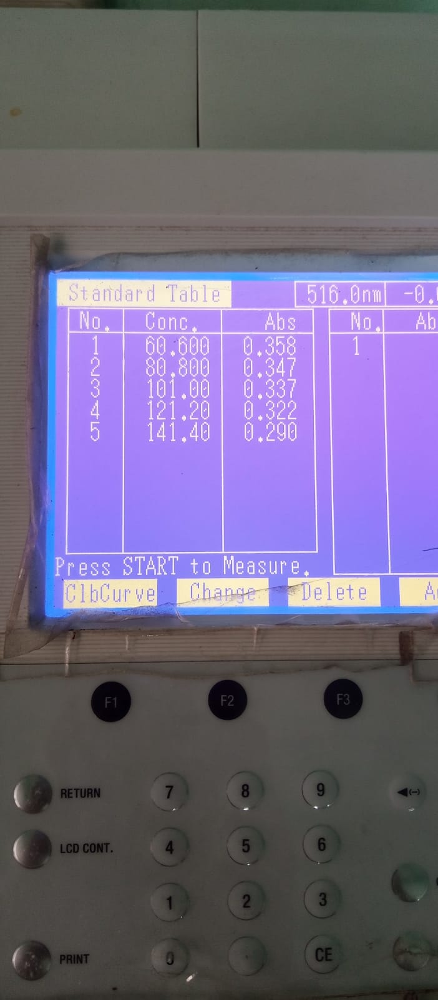 Standard Table 516.0nm -0.
No. Conc. Abs No. Ab
1 60.600 0.358 1
2 80.800 0.347
3 101.00 0.337
4 121.20 0.322
5 141.40 0.290
Press START to Measure.
ClbCurve Change Delete A
F1 F2 F3
RETURN 7 8 9 ◀(−)
LCD CONT. 4 5 6
1 2 3
PRINT 0 . CE